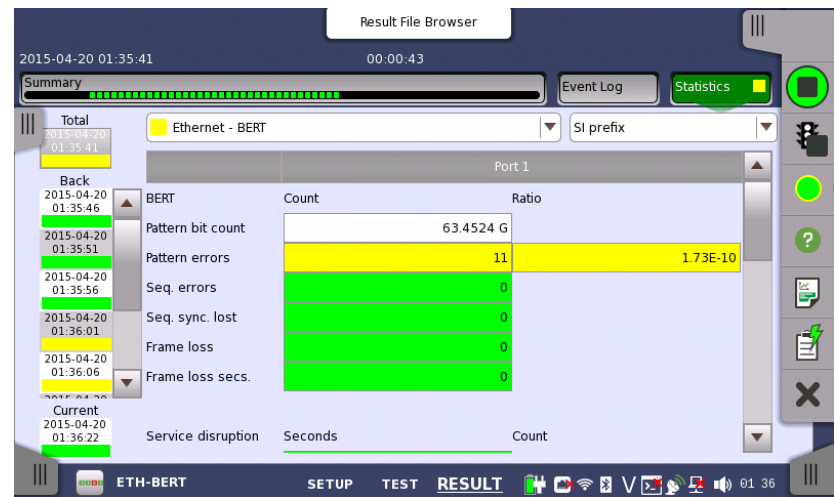 Result File Browser
2015-04-20 01:35:41 00:00:43
Summary
Event Log
Statistics
Total
2015-04-20
01:35:41
Ethernet - BERT
SI prefix
Port 1
Back
2015-04-20
01:35:46
2015-04-20
01:35:51
2015-04-20
01:35:56
2015-04-20
01:36:01
2015-04-20
01:36:06
BERT Count Ratio
Pattern bit count 63.4524 G
Pattern errors 11 1.73E-10
Seq. errors 0
Seq. sync. lost 0
Frame loss 0
Frame loss secs. 0
Current
2015-04-20
01:36:22
Service disruption Seconds Count
ETH-BERT SETUP TEST RESULT 01 36